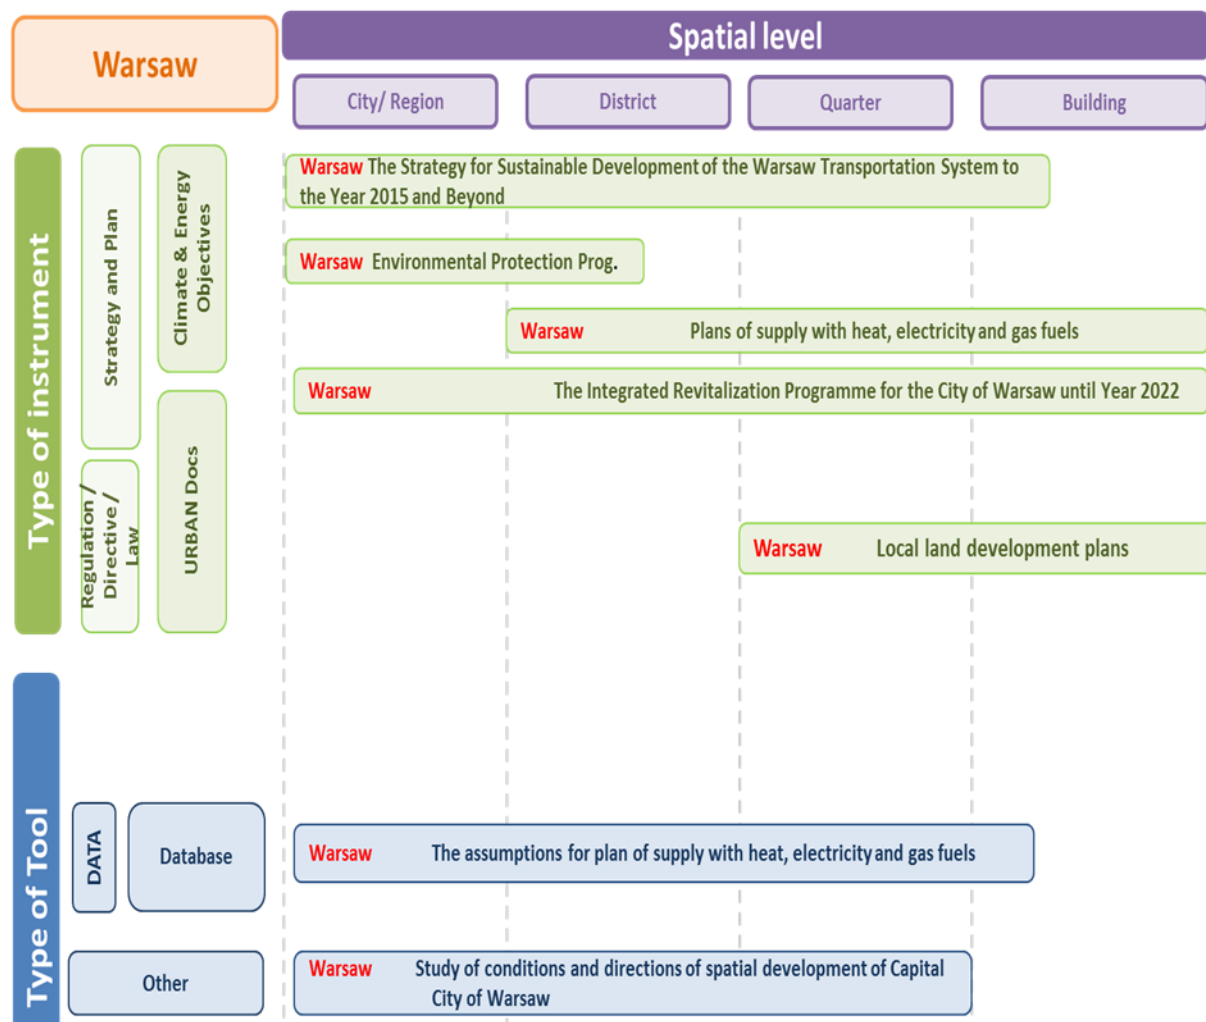 Warsaw
Spatial level
City/ Region
District
Quarter
Building
Type of instrument
Strategy and Plan
Climate & Energy
Objectives
Warsaw The Strategy for Sustainable Development of the Warsaw Transportation System to
the Year 2015 and Beyond
Warsaw Environmental Protection Prog.
Warsaw Plans of supply with heat, electricity and gas fuels
Warsaw The Integrated Revitalization Programme for the City of Warsaw until Year 2022
Regulation /
Directive /
Law
URBAN Docs
Warsaw Local land development plans
Type of Tool
DATA
Database
Warsaw The assumptions for plan of supply with heat, electricity and gas fuels
Other
Warsaw Study of conditions and directions of spatial development of Capital
City of Warsaw